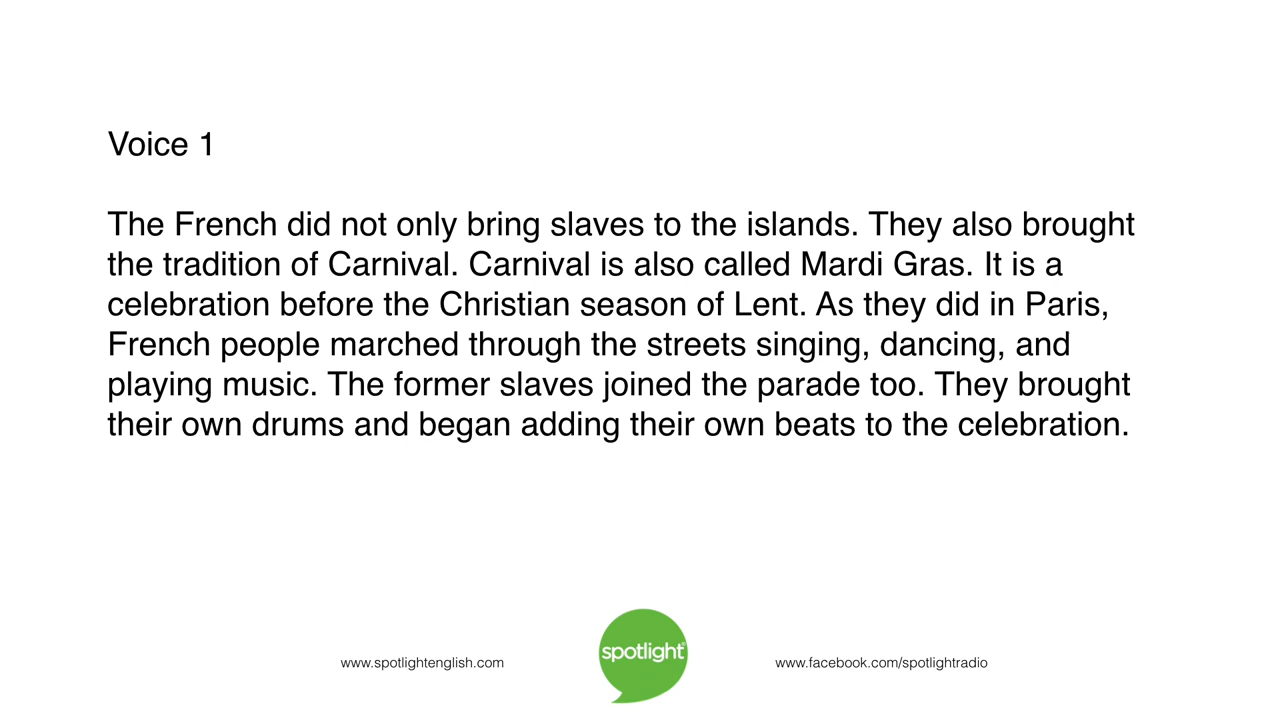 Voice 1
The French did not only bring slaves to the islands. They also brought
the tradition of Carnival. Carnival is also called Mardi Gras. It is a
celebration before the Christian season of Lent. As they did in Paris,
French people marched through the streets singing, dancing, and
playing music. The former slaves joined the parade too. They brought
their own drums and began adding their own beats to the celebration.
www.spotlightenglish.com
spotlight®
www.facebook.com/spotlightradio